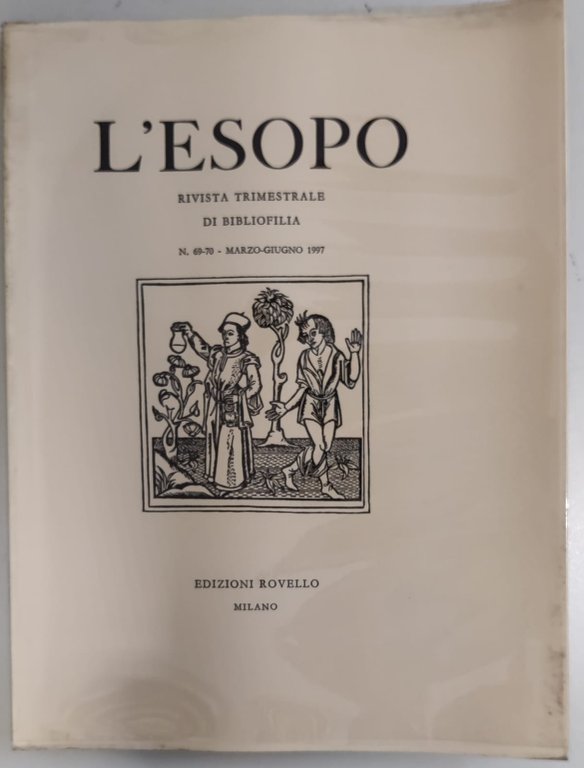 L'ESOPO
RIVISTA TRIMESTRALE
DI BIBLIOFILIA
N. 69-70 - MARZO-GIUGNO 1997
EDIZIONI ROVELLO
MILANO